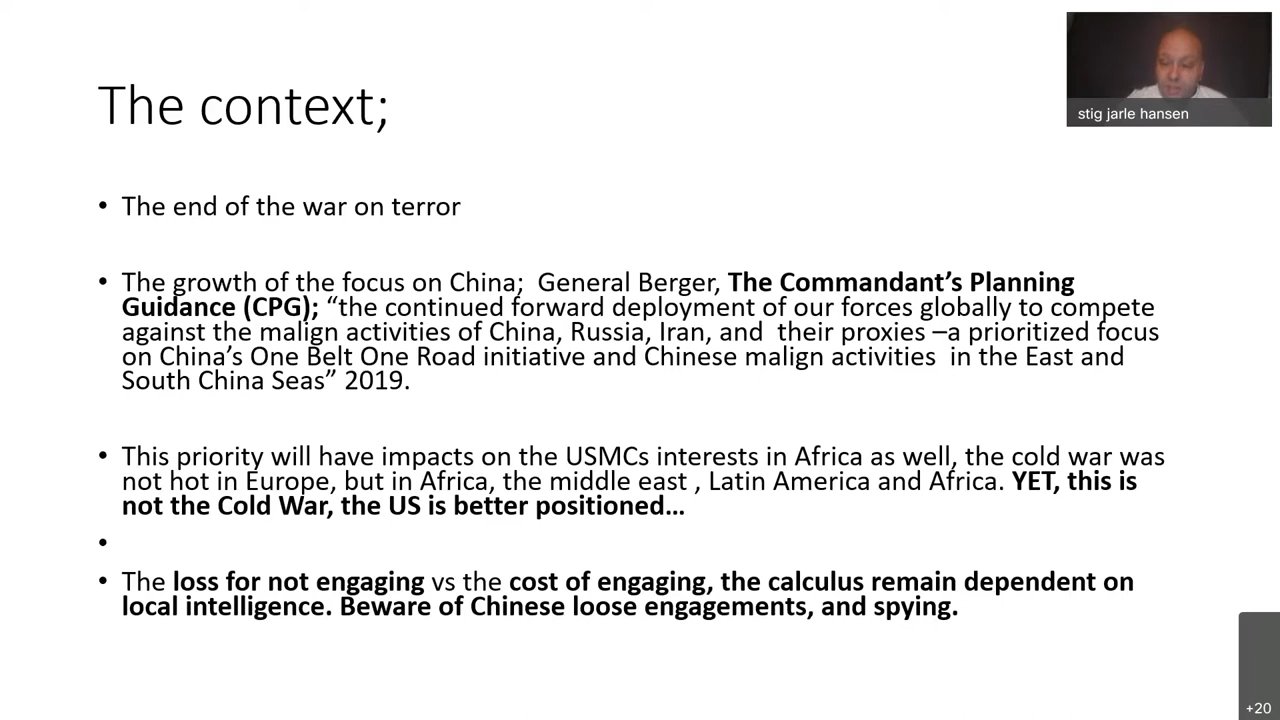 The context;
stig jarle hansen
• The end of the war on terror
• The growth of the focus on China;  General Berger, The Commandant’s Planning
Guidance (CPG); “the continued forward deployment of our forces globally to compete
against the malign activities of China, Russia, Iran, and  their proxies –a prioritized focus
on China’s One Belt One Road initiative and Chinese malign activities  in the East and
South China Seas” 2019.
• This priority will have impacts on the USMCs interests in Africa as well, the cold war was
not hot in Europe, but in Africa, the middle east , Latin America and Africa. YET, this is
not the Cold War, the US is better positioned…
•
• The loss for not engaging vs the cost of engaging, the calculus remain dependent on
local intelligence. Beware of Chinese loose engagements, and spying.
+20